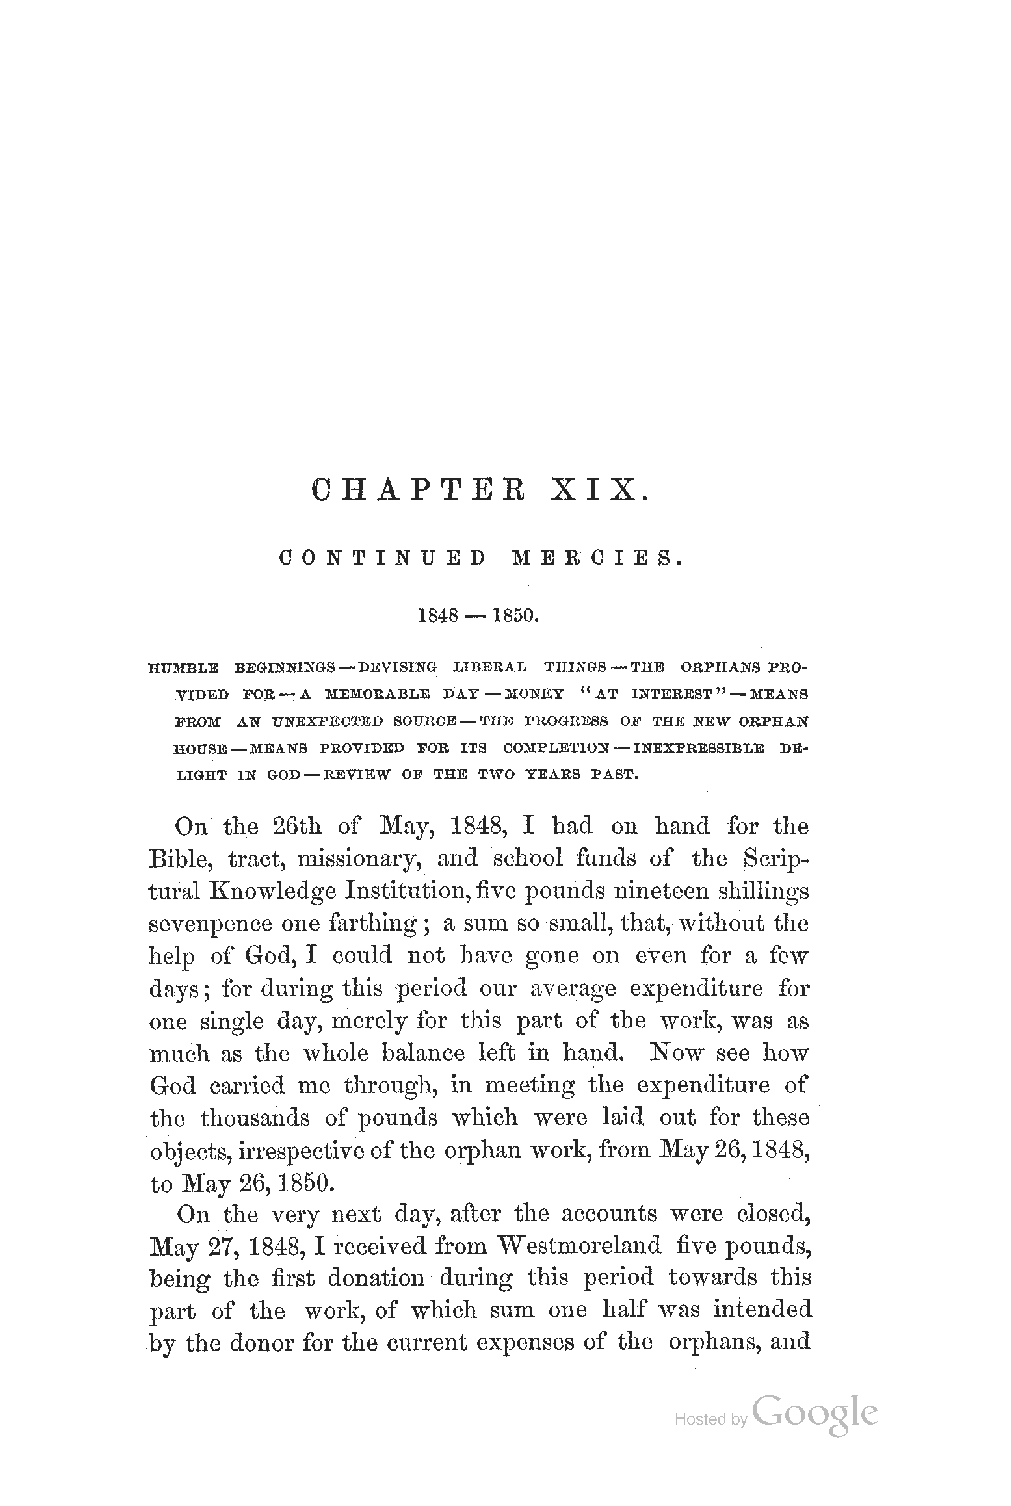 CHAPTER XIX.
CONTINUED MERCIES.
1848 — 1850.
HUMBLE BEGINNINGS — DEVISING LIBERAL THINGS — THE ORPHANS PRO-
VIDED FOR — A MEMORABLE DAY — MONEY "AT INTEREST" — MEANS
FROM AN UNEXPECTED SOURCE — THE PROGRESS OF THE NEW ORPHAN
HOUSE — MEANS PROVIDED FOR ITS COMPLETION — INEXPRESSIBLE DE-
LIGHT IN GOD — REVIEW OF THE TWO YEARS PAST.
On the 26th of May, 1848, I had on hand for the
Bible, tract, missionary, and school funds of the Scrip-
tural Knowledge Institution, five pounds nineteen shillings
sevenpence one farthing; a sum so small, that, without the
help of God, I could not have gone on even for a few
days; for during this period our average expenditure for
one single day, merely for this part of the work, was as
much as the whole balance left in hand. Now see how
God carried me through, in meeting the expenditure of
the thousands of pounds which were laid out for these
objects, irrespective of the orphan work, from May 26, 1848,
to May 26, 1850.
On the very next day, after the accounts were closed,
May 27, 1848, I received from Westmoreland five pounds,
being the first donation during this period towards this
part of the work, of which sum one half was intended
by the donor for the current expenses of the orphans, and
Hosted by Google